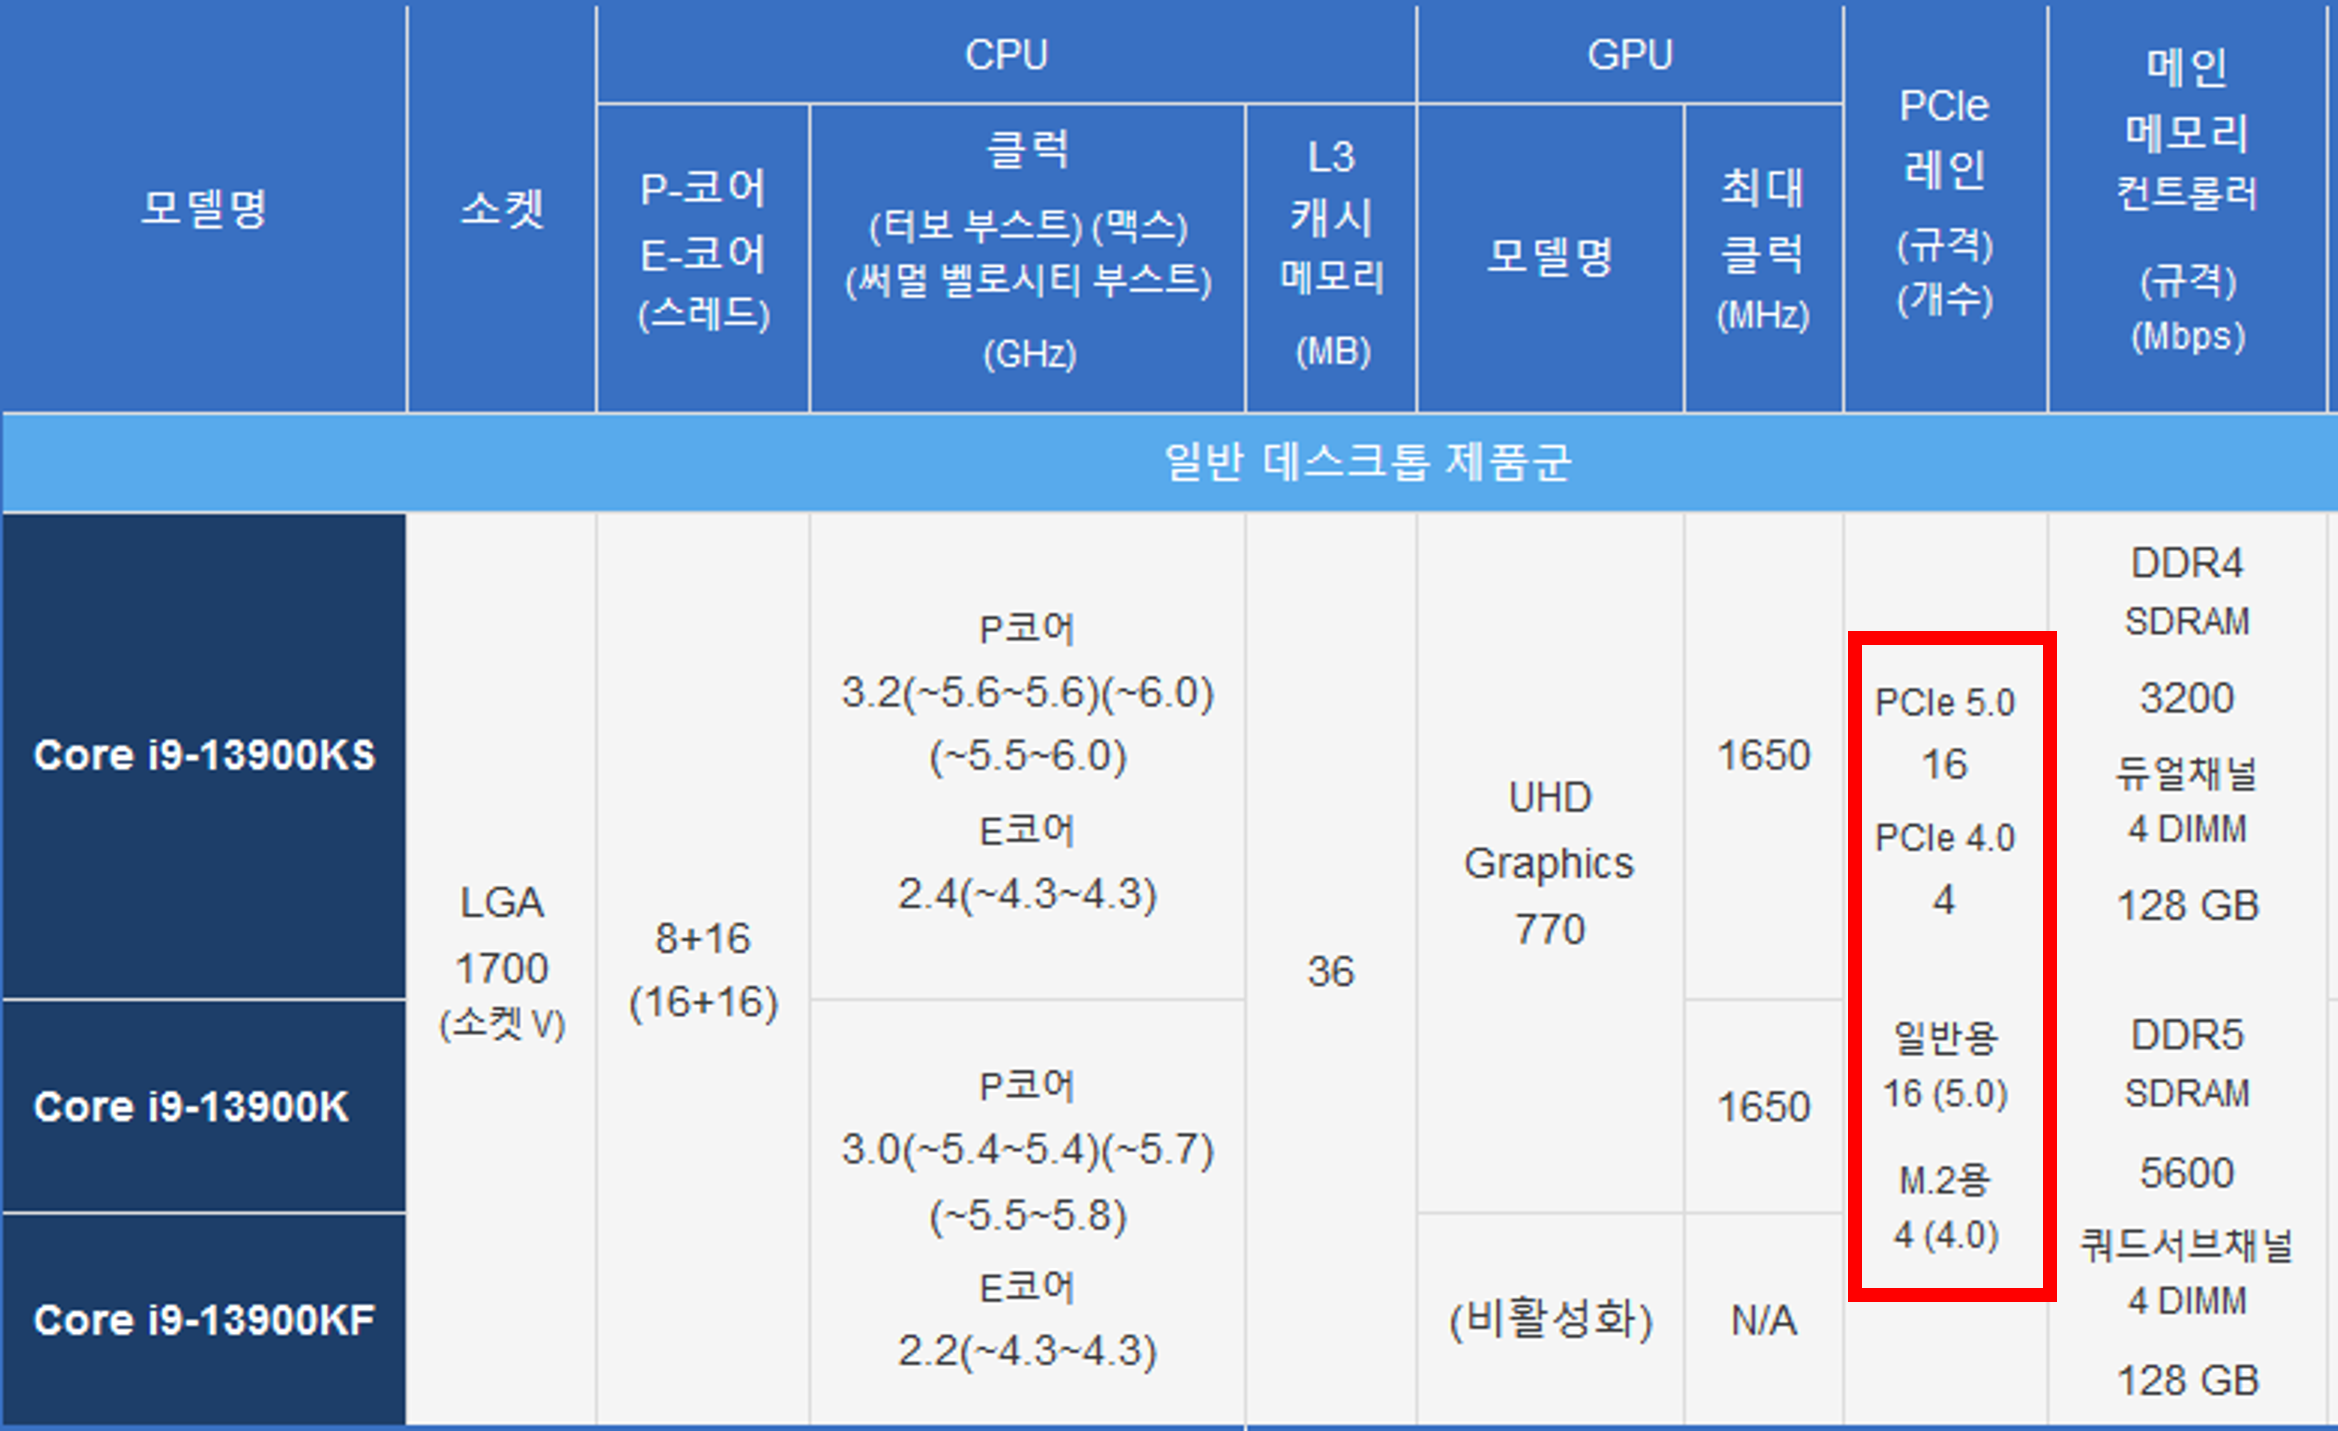 모델명
소켓
CPU
P-코어
E-코어
(스레드)
클럭
(터보 부스트) (맥스)
(써멀 벨로시티 부스트)
(GHz)
L3
캐시
메모리
(MB)
GPU
모델명
최대
클럭
(MHz)
PCIe
레인
(규격)
(개수)
메인
메모리
컨트롤러
(규격)
(Mbps)
일반 데스크톱 제품군
Core i9-13900KS
LGA
1700
(소켓 V)
8+16
(16+16)
P코어
3.2(~5.6~5.6)(~6.0)
(~5.5~6.0)
E코어
2.4(~4.3~4.3)
36
UHD
Graphics
770
1650
PCIe 5.0
16
PCIe 4.0
4
일반용
16 (5.0)
M.2용
4 (4.0)
DDR4
SDRAM
3200
듀얼채널
4 DIMM
128 GB
DDR5
SDRAM
5600
쿼드서브채널
4 DIMM
128 GB
Core i9-13900K
P코어
3.0(~5.4~5.4)(~5.7)
(~5.5~5.8)
E코어
2.2(~4.3~4.3)
1650
Core i9-13900KF
(비활성화)
N/A